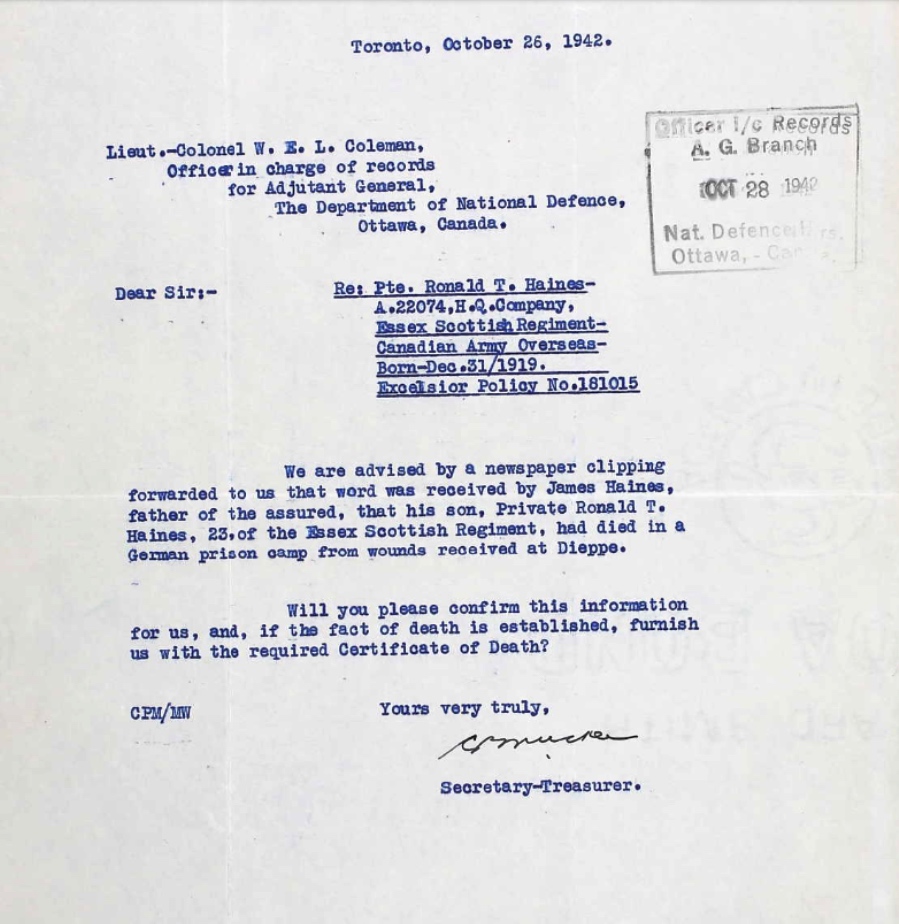 Toronto, October 26, 1942.
Officer i/c Records
A. G. Branch
OCT 28 1942
Nat. Defence
Ottawa, -
Lieut.-Colonel W. E. L. Coleman,
Officer in charge of records
for Adjutant General,
The Department of National Defence,
Ottawa, Canada.
Dear Sir:-
Re: Pte. Ronald T. Haines-
A.22074,H.Q.Company,
Essex Scottish Regiment-
Canadian Army Overseas-
Born-Dec.31/1919.
Excelsior Policy No.181015
We are advised by a newspaper clipping
forwarded to us that word was received by James Haines,
father of the assured, that his son, Private Ronald T.
Haines, 23,of the Essex Scottish Regiment, had died in a
German prison camp from wounds received at Dieppe.
Will you please confirm this information
for us, and, if the fact of death is established, furnish
us with the required Certificate of Death?
CPM/MW
Yours very truly,
Secretary-Treasurer.